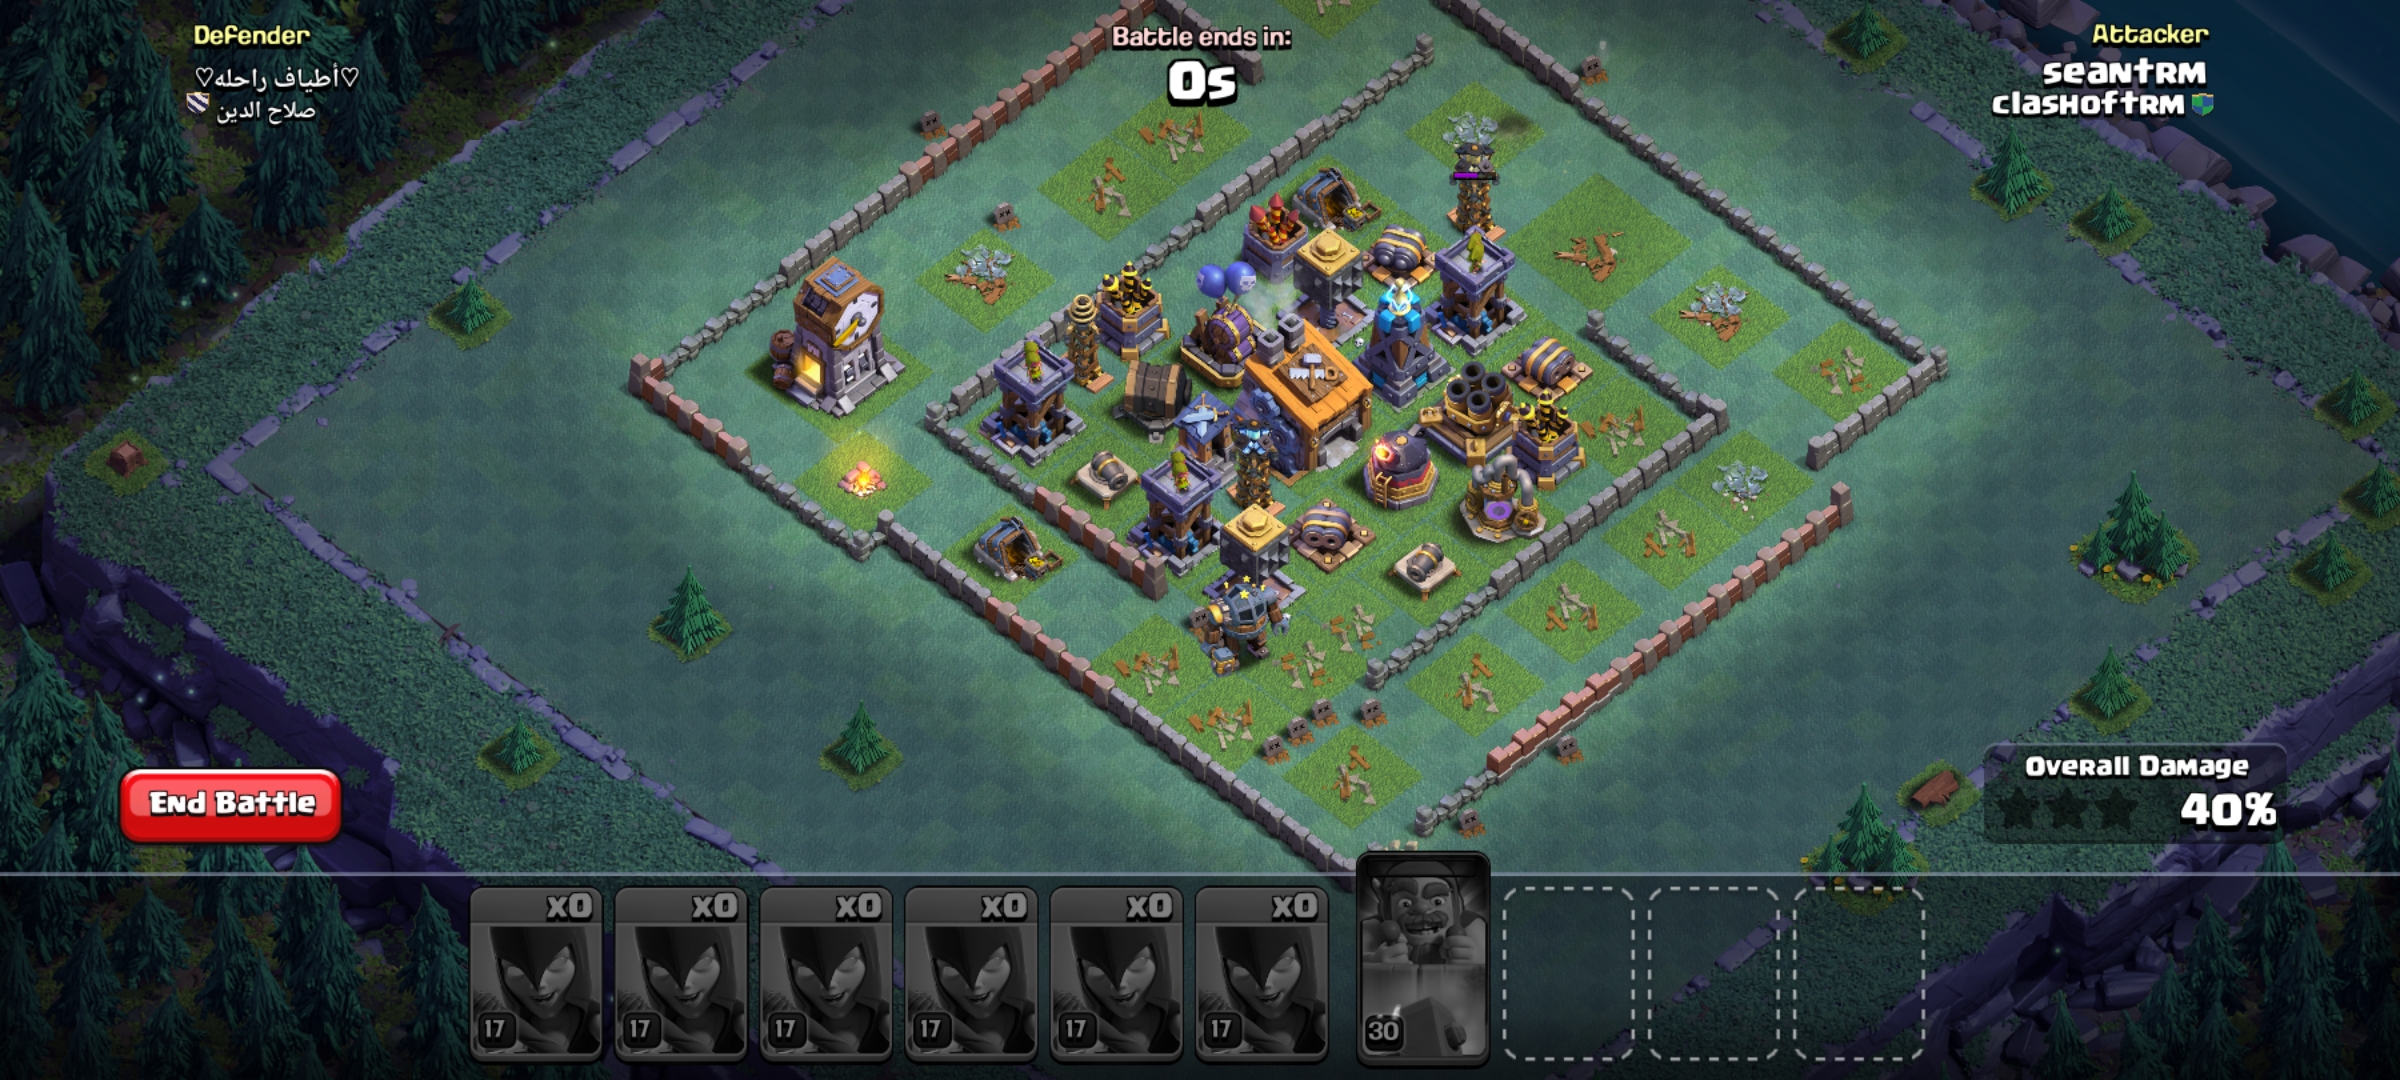 Defender
♡أطياف راحله♡
صلاح الدين
Battle ends in:
0s
Attacker
seantRM
clashoftRM
End Battle
Overall Damage
40%
x0
x0
x0
x0
x0
x0
17
17
17
17
17
17
30